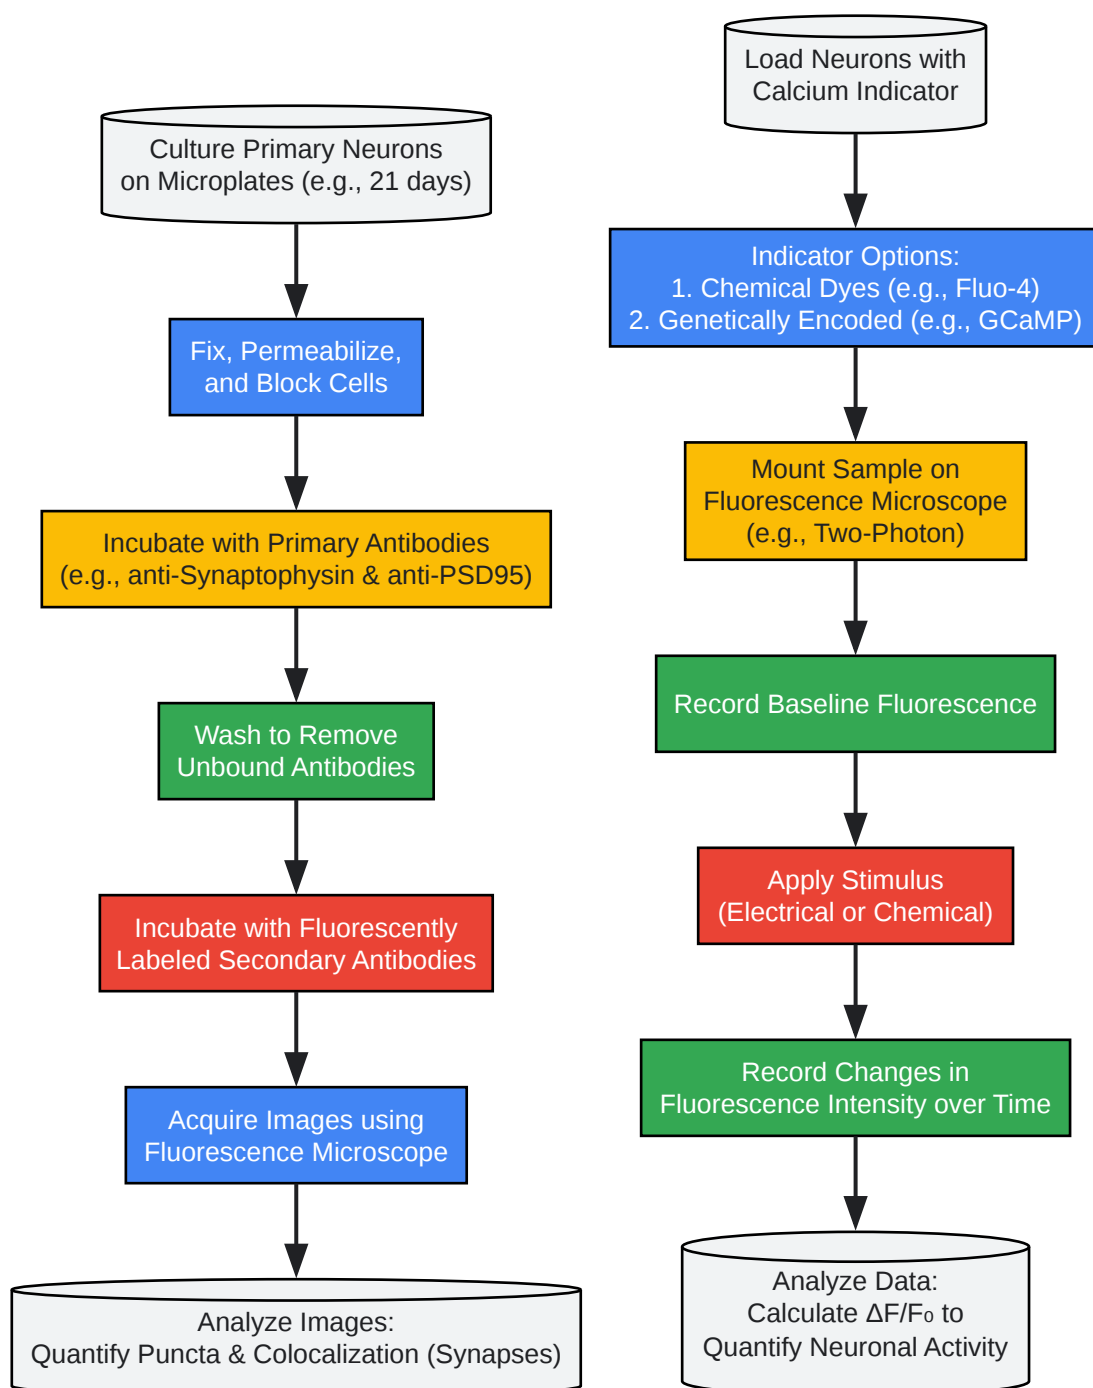 Culture Primary Neurons
on Microplates (e.g., 21 days)
Fix, Permeabilize,
and Block Cells
Incubate with Primary Antibodies
(e.g., anti-Synaptophysin & anti-PSD95)
Wash to Remove
Unbound Antibodies
Incubate with Fluorescently
Labeled Secondary Antibodies
Acquire Images using
Fluorescence Microscope
Analyze Images:
Quantify Puncta & Colocalization (Synapses)
Load Neurons with
Calcium Indicator
Indicator Options:
1. Chemical Dyes (e.g., Fluo-4)
2. Genetically Encoded (e.g., GCaMP)
Mount Sample on
Fluorescence Microscope
(e.g., Two-Photon)
Record Baseline Fluorescence
Apply Stimulus
(Electrical or Chemical)
Record Changes in
Fluorescence Intensity over Time
Analyze Data:
Calculate ΔF/F₀ to
Quantify Neuronal Activity